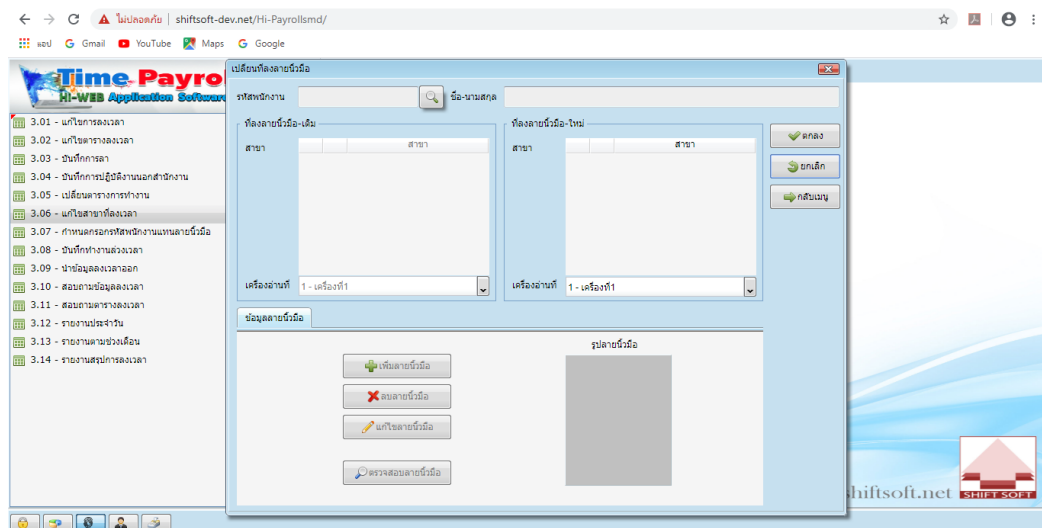 ไม่ปลอดภัย | shiftsoft-dev.net/Hi-Payrollsmd/
แอป Gmail YouTube Maps Google
Time Payro
Hi-WEB Application Software
3.01 - แก้ไขการลงเวลา
3.02 - แก้ไขตารางลงเวลา
3.03 - บันทึกการลา
3.04 - บันทึกการปฏิบัติงานนอกสำนักงาน
3.05 - เปลี่ยนตารางการทำงาน
3.06 - แก้ไขสาขาที่ลงเวลา
3.07 - กำหนดกรอกรหัสพนักงานแทนลายนิ้วมือ
3.08 - บันทึกทำงานล่วงเวลา
3.09 - นำข้อมูลลงเวลาออก
3.10 - สอบถามข้อมูลลงเวลา
3.11 - สอบถามตารางลงเวลา
3.12 - รายงานประจำวัน
3.13 - รายงานตามช่วงเดือน
3.14 - รายงานสรุปการลงเวลา
เปลี่ยนที่ลงลายนิ้วมือ
รหัสพนักงาน ชื่อ-นามสกุล
ที่ลงลายนิ้วมือ-เดิม
สาขา สาขา
เครื่องอ่านที่ 1 - เครื่องที่1
ที่ลงลายนิ้วมือ-ใหม่
สาขา สาขา
เครื่องอ่านที่ 1 - เครื่องที่1
ตกลง
ยกเลิก
กลับเมนู
ข้อมูลลายนิ้วมือ
เพิ่มลายนิ้วมือ
ลบลายนิ้วมือ
แก้ไขลายนิ้วมือ
ตรวจสอบลายนิ้วมือ
รูปลายนิ้วมือ
shiftsoft.net
SHIFT SOFT